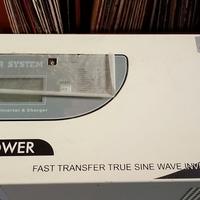 R SYSTEM
Inverter & Charger
OWER
FAST TRANSFER TRUE SINE WAVE INV